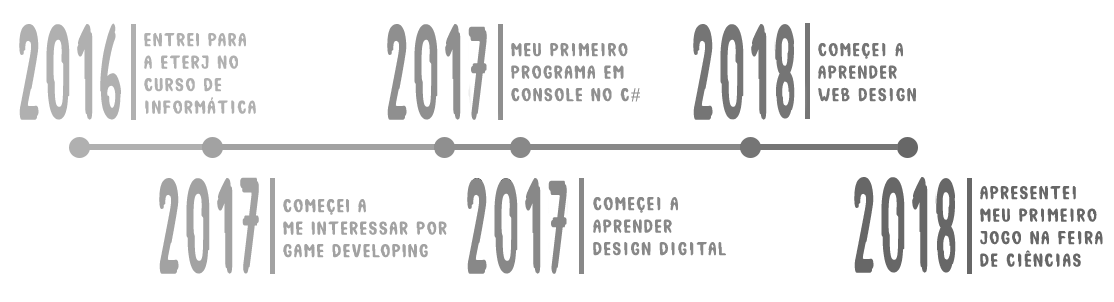 2016
ENTREI PARA
A ETERJ NO
CURSO DE
INFORMÁTICA
2017
COMEÇEI A
ME INTERESSAR POR
GAME DEVELOPING
2017
MEU PRIMEIRO
PROGRAMA EM
CONSOLE NO C#
2017
COMEÇEI A
APRENDER
DESIGN DIGITAL
2018
COMEÇEI A
APRENDER
WEB DESIGN
2018
APRESENTEI
MEU PRIMEIRO
JOGO NA FEIRA
DE CIÊNCIAS